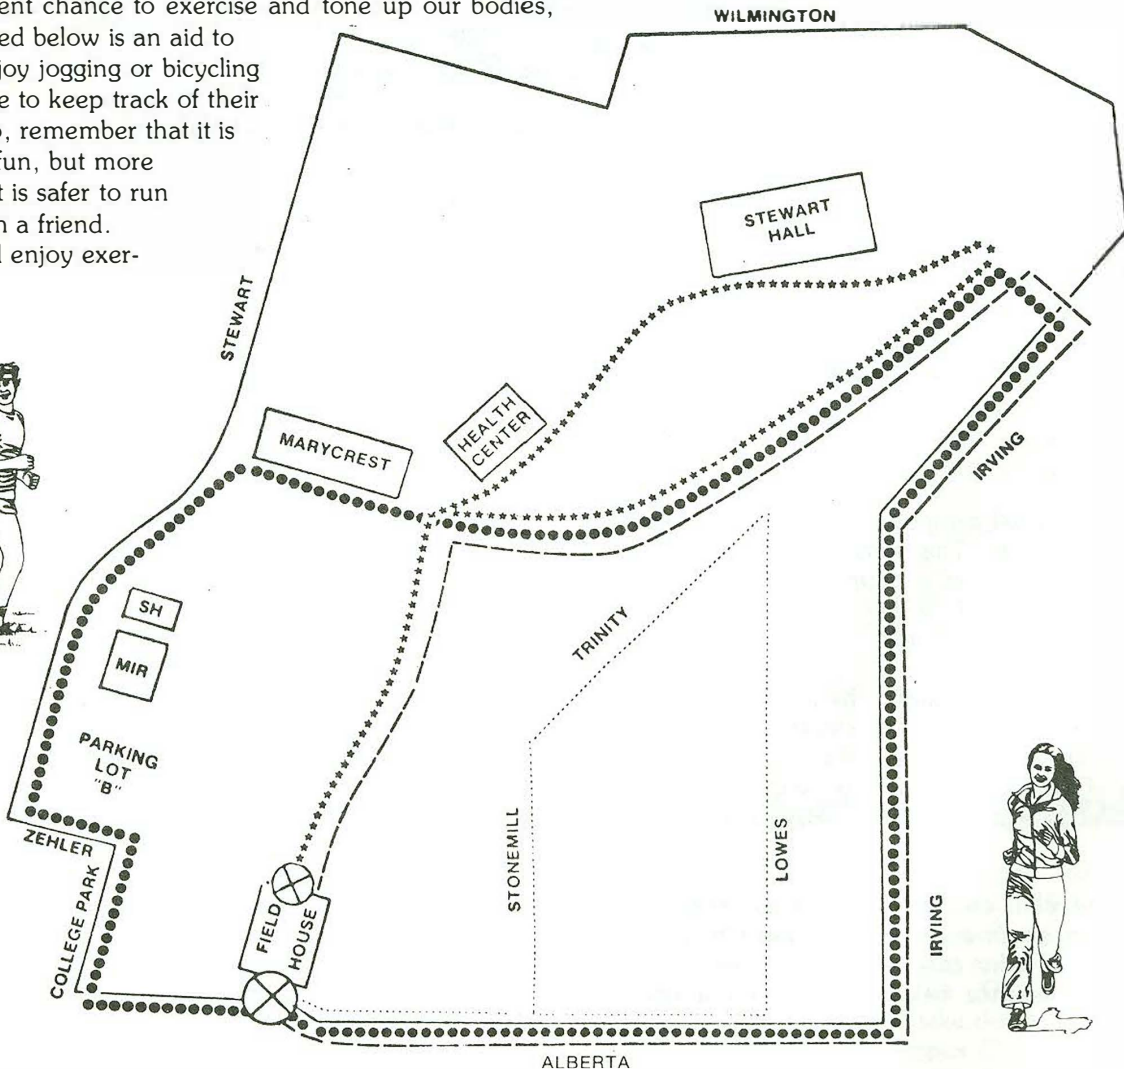 ent chance to exercise and tone up our bodies,
ed below is an aid to
joy jogging or bicycling
e to keep track of their
o, remember that it is
fun, but more
t is safer to run
n a friend.
l enjoy exer-
WILMINGTON
STEWART
HALL
STEWART
HEALTH
CENTER
MARYCREST
IRVING
SH
MIR
TRINITY
PARKING
LOT
"B"
ZEHLER
COLLEGE PARK
STONEMILL
LOWES
FIELD
HOUSE
IRVING
ALBERTA